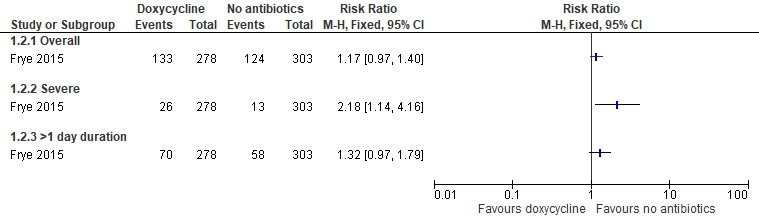 Doxycycline No antibiotics Risk Ratio Risk Ratio
Study or Subgroup Events Total Events Total M-H, Fixed, 95% CI M-H, Fixed, 95% CI
1.2.1 Overall
Frye 2015 133 278 124 303 1.17 [0.97, 1.40]
1.2.2 Severe
Frye 2015 26 278 13 303 2.18 [1.14, 4.16]
1.2.3 >1 day duration
Frye 2015 70 278 58 303 1.32 [0.97, 1.79]
0.01 0.1 1 10 100
Favours doxycycline Favours no antibiotics